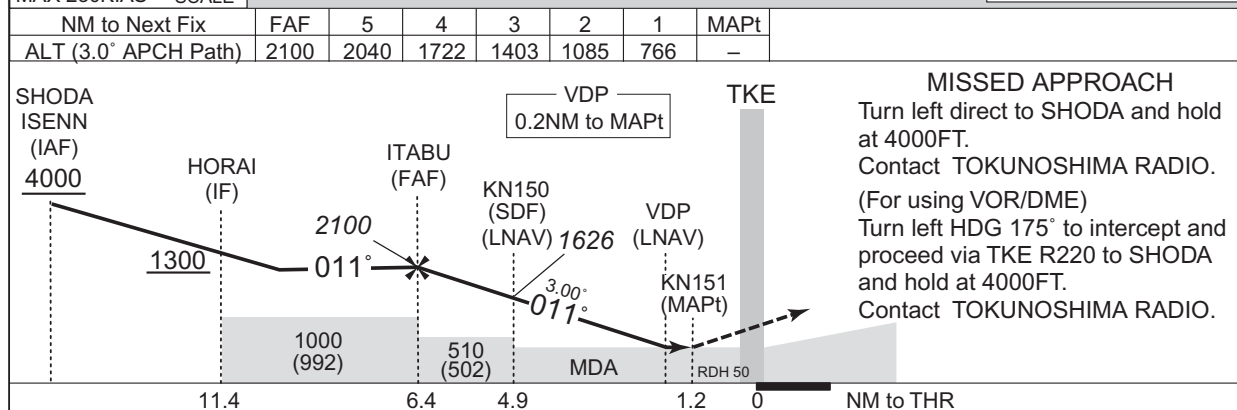 NM to Next Fix FAF 5 4 3 2 1 MAPt
ALT (3.0˚ APCH Path) 2100 2040 1722 1403 1085 766 –
MISSED APPROACH
Turn left direct to SHODA and hold
at 4000FT.
Contact TOKUNOSHIMA RADIO.
(For using VOR/DME)
Turn left HDG 175˚ to intercept and
proceed via TKE R220 to SHODA
and hold at 4000FT.
Contact TOKUNOSHIMA RADIO.
SHODA
ISENN
(IAF)
4000
HORAI
(IF)
1300
011˚
2100
ITABU
(FAF)
KN150
(SDF)
(LNAV)
1626
VDP
0.2NM to MAPt
VDP
(LNAV)
3.00˚
011˚
KN151
(MAPt)
TKE
1000
(992)
510
(502)
MDA
RDH 50
11.4 6.4 4.9 1.2 0 NM to THR